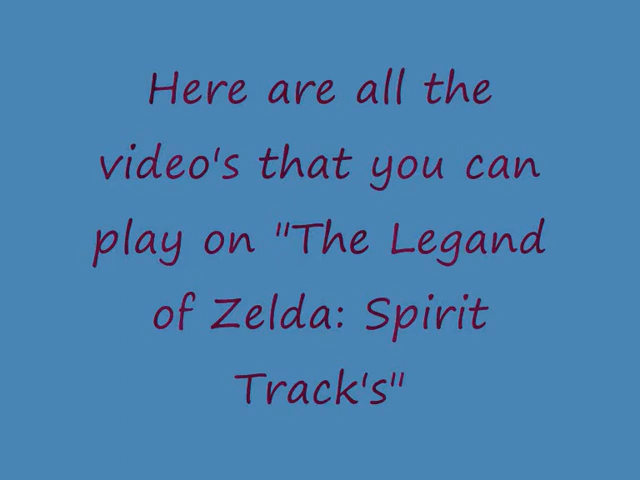 Here are all the
video's that you can
play on "The Legand
of Zelda: Spirit
Track's"